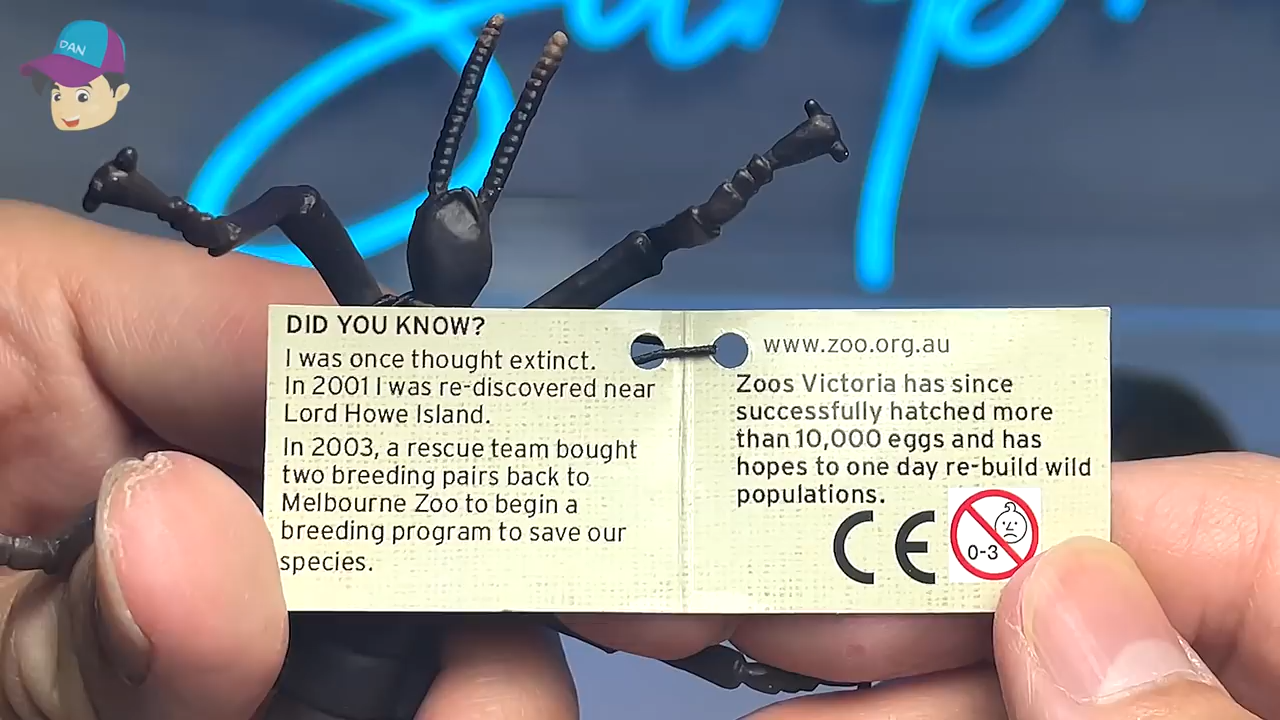 DAN
DID YOU KNOW?
I was once thought extinct.
In 2001 I was re-discovered near
Lord Howe Island.
In 2003, a rescue team bought
two breeding pairs back to
Melbourne Zoo to begin a
breeding program to save our
species.
www.zoo.org.au
Zoos Victoria has since
successfully hatched more
than 10,000 eggs and has
hopes to one day re-build wild
populations.
CE
0-3